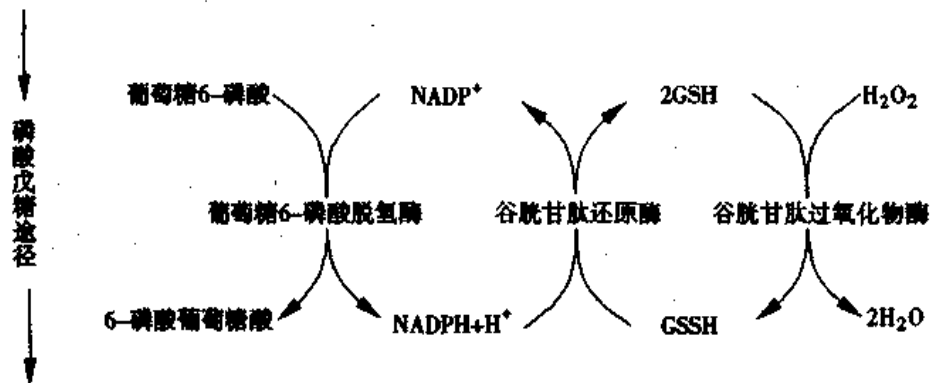 磷酸戊糖途径
葡萄糖6-磷酸 NADP⁺ 2GSH H₂O₂
葡萄糖6-磷酸脱氢酶 谷胱甘肽还原酶 谷胱甘肽过氧化物酶
6-磷酸葡萄糖酸 NADPH+H⁺ GSSH 2H₂O